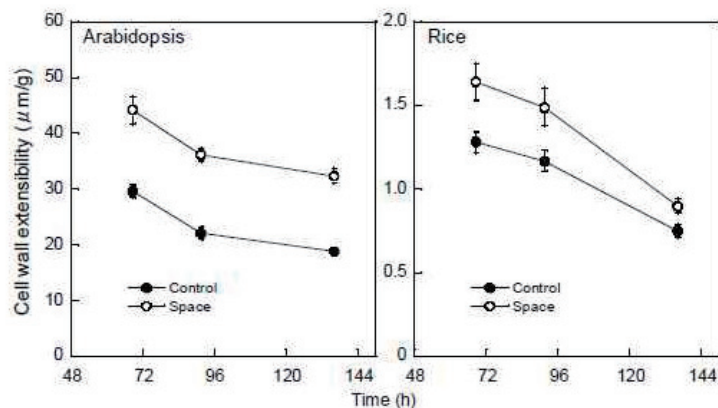 Arabidopsis
Rice
Cell wall extensibility (μm/g)
60
50
40
30
20
10
0
2.0
1.5
1.0
0.5
0
Control
Space
Control
Space
48 72 96 120 144
48 72 96 120 144
Time (h)